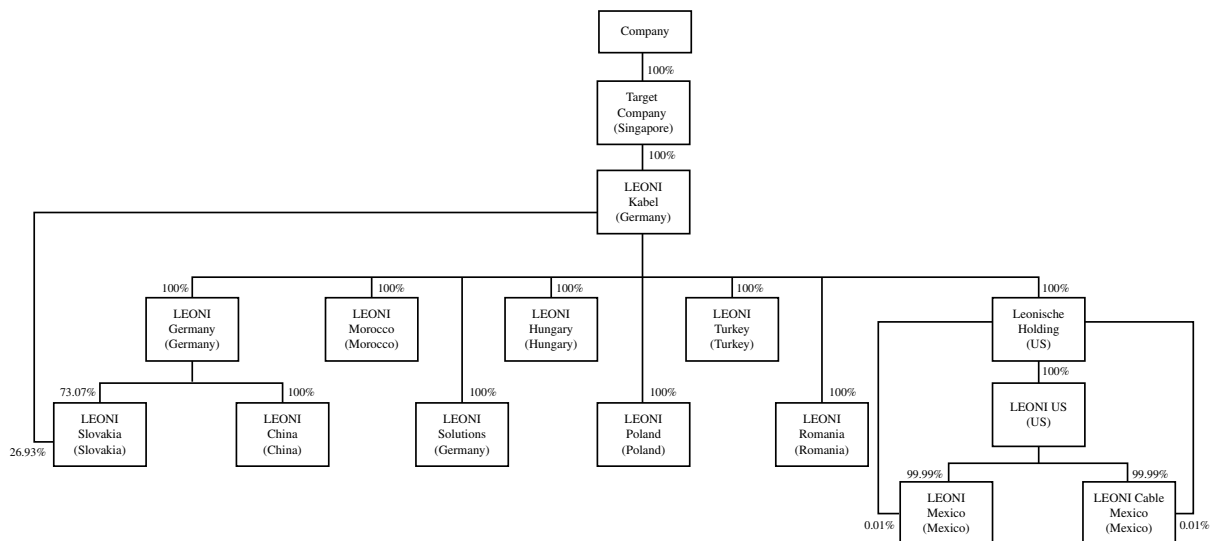 Company
100%
Target
Company
(Singapore)
100%
LEONI
Kabel
(Germany)
100%
LEONI
Germany
(Germany)
100%
LEONI
Morocco
(Morocco)
100%
LEONI
Hungary
(Hungary)
100%
LEONI
Turkey
(Turkey)
100%
Leonische
Holding
(US)
73.07%
LEONI
Slovakia
(Slovakia)
26.93%
100%
LEONI
China
(China)
100%
LEONI
Solutions
(Germany)
100%
LEONI
Poland
(Poland)
100%
LEONI
Romania
(Romania)
100%
LEONI US
(US)
99.99%
LEONI
Mexico
(Mexico)
0.01%
99.99%
LEONI Cable
Mexico
(Mexico)
0.01%